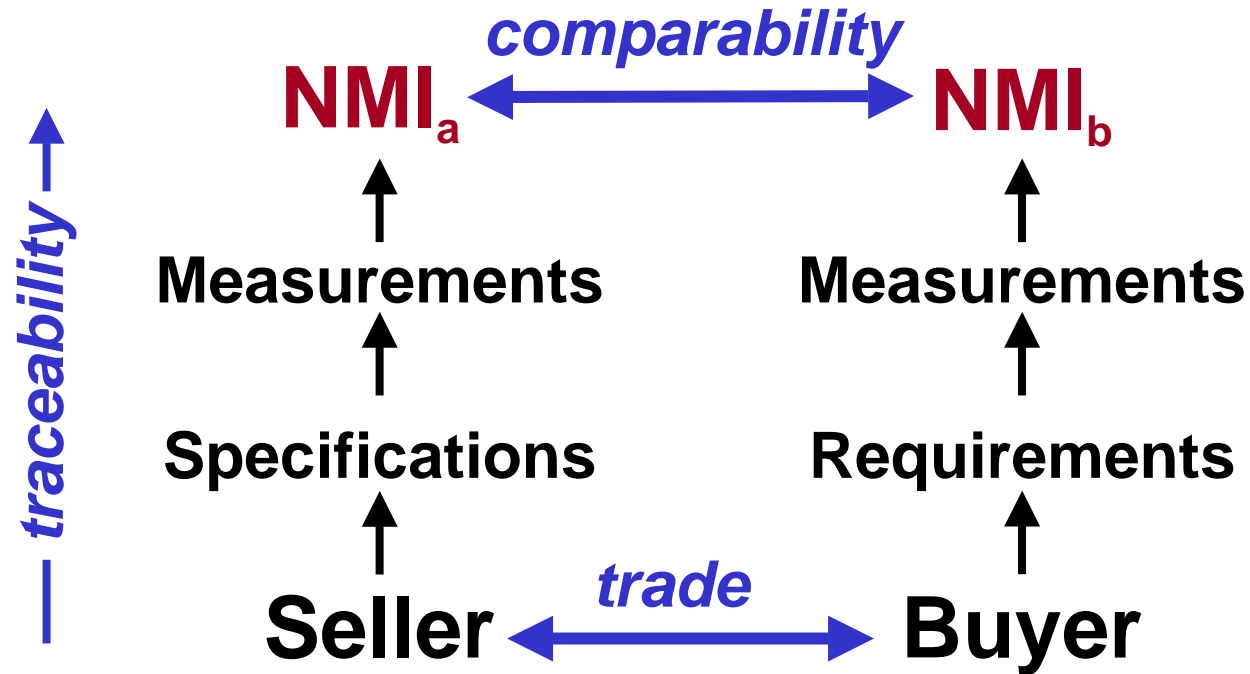 comparability
NMIa NMIb
traceability
Measurements Measurements
Specifications Requirements
trade
Seller Buyer